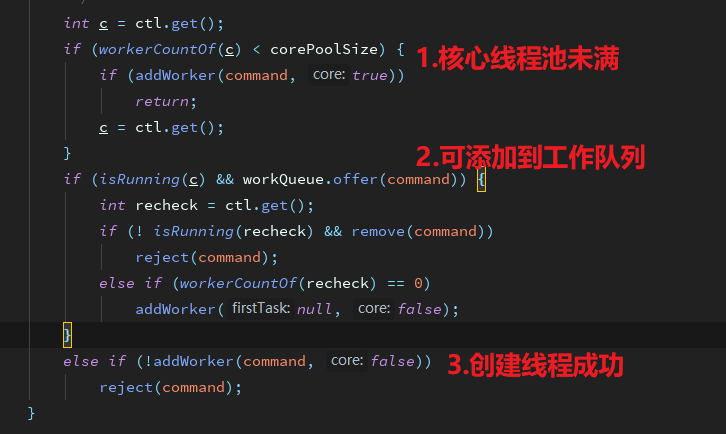 */
int c = ctl.get();
if (workerCountOf(c) < corePoolSize) { 1.核心线程池未满
if (addWorker(command, core: true))
return;
c = ctl.get();
}
2.可添加到工作队列
if (isRunning(c) && workQueue.offer(command)) {
int recheck = ctl.get();
if (! isRunning(recheck) && remove(command))
reject(command);
else if (workerCountOf(recheck) == 0)
addWorker( firstTask: null, core: false);
}
else if (!addWorker(command, core: false)) 3.创建线程成功
reject(command);
}